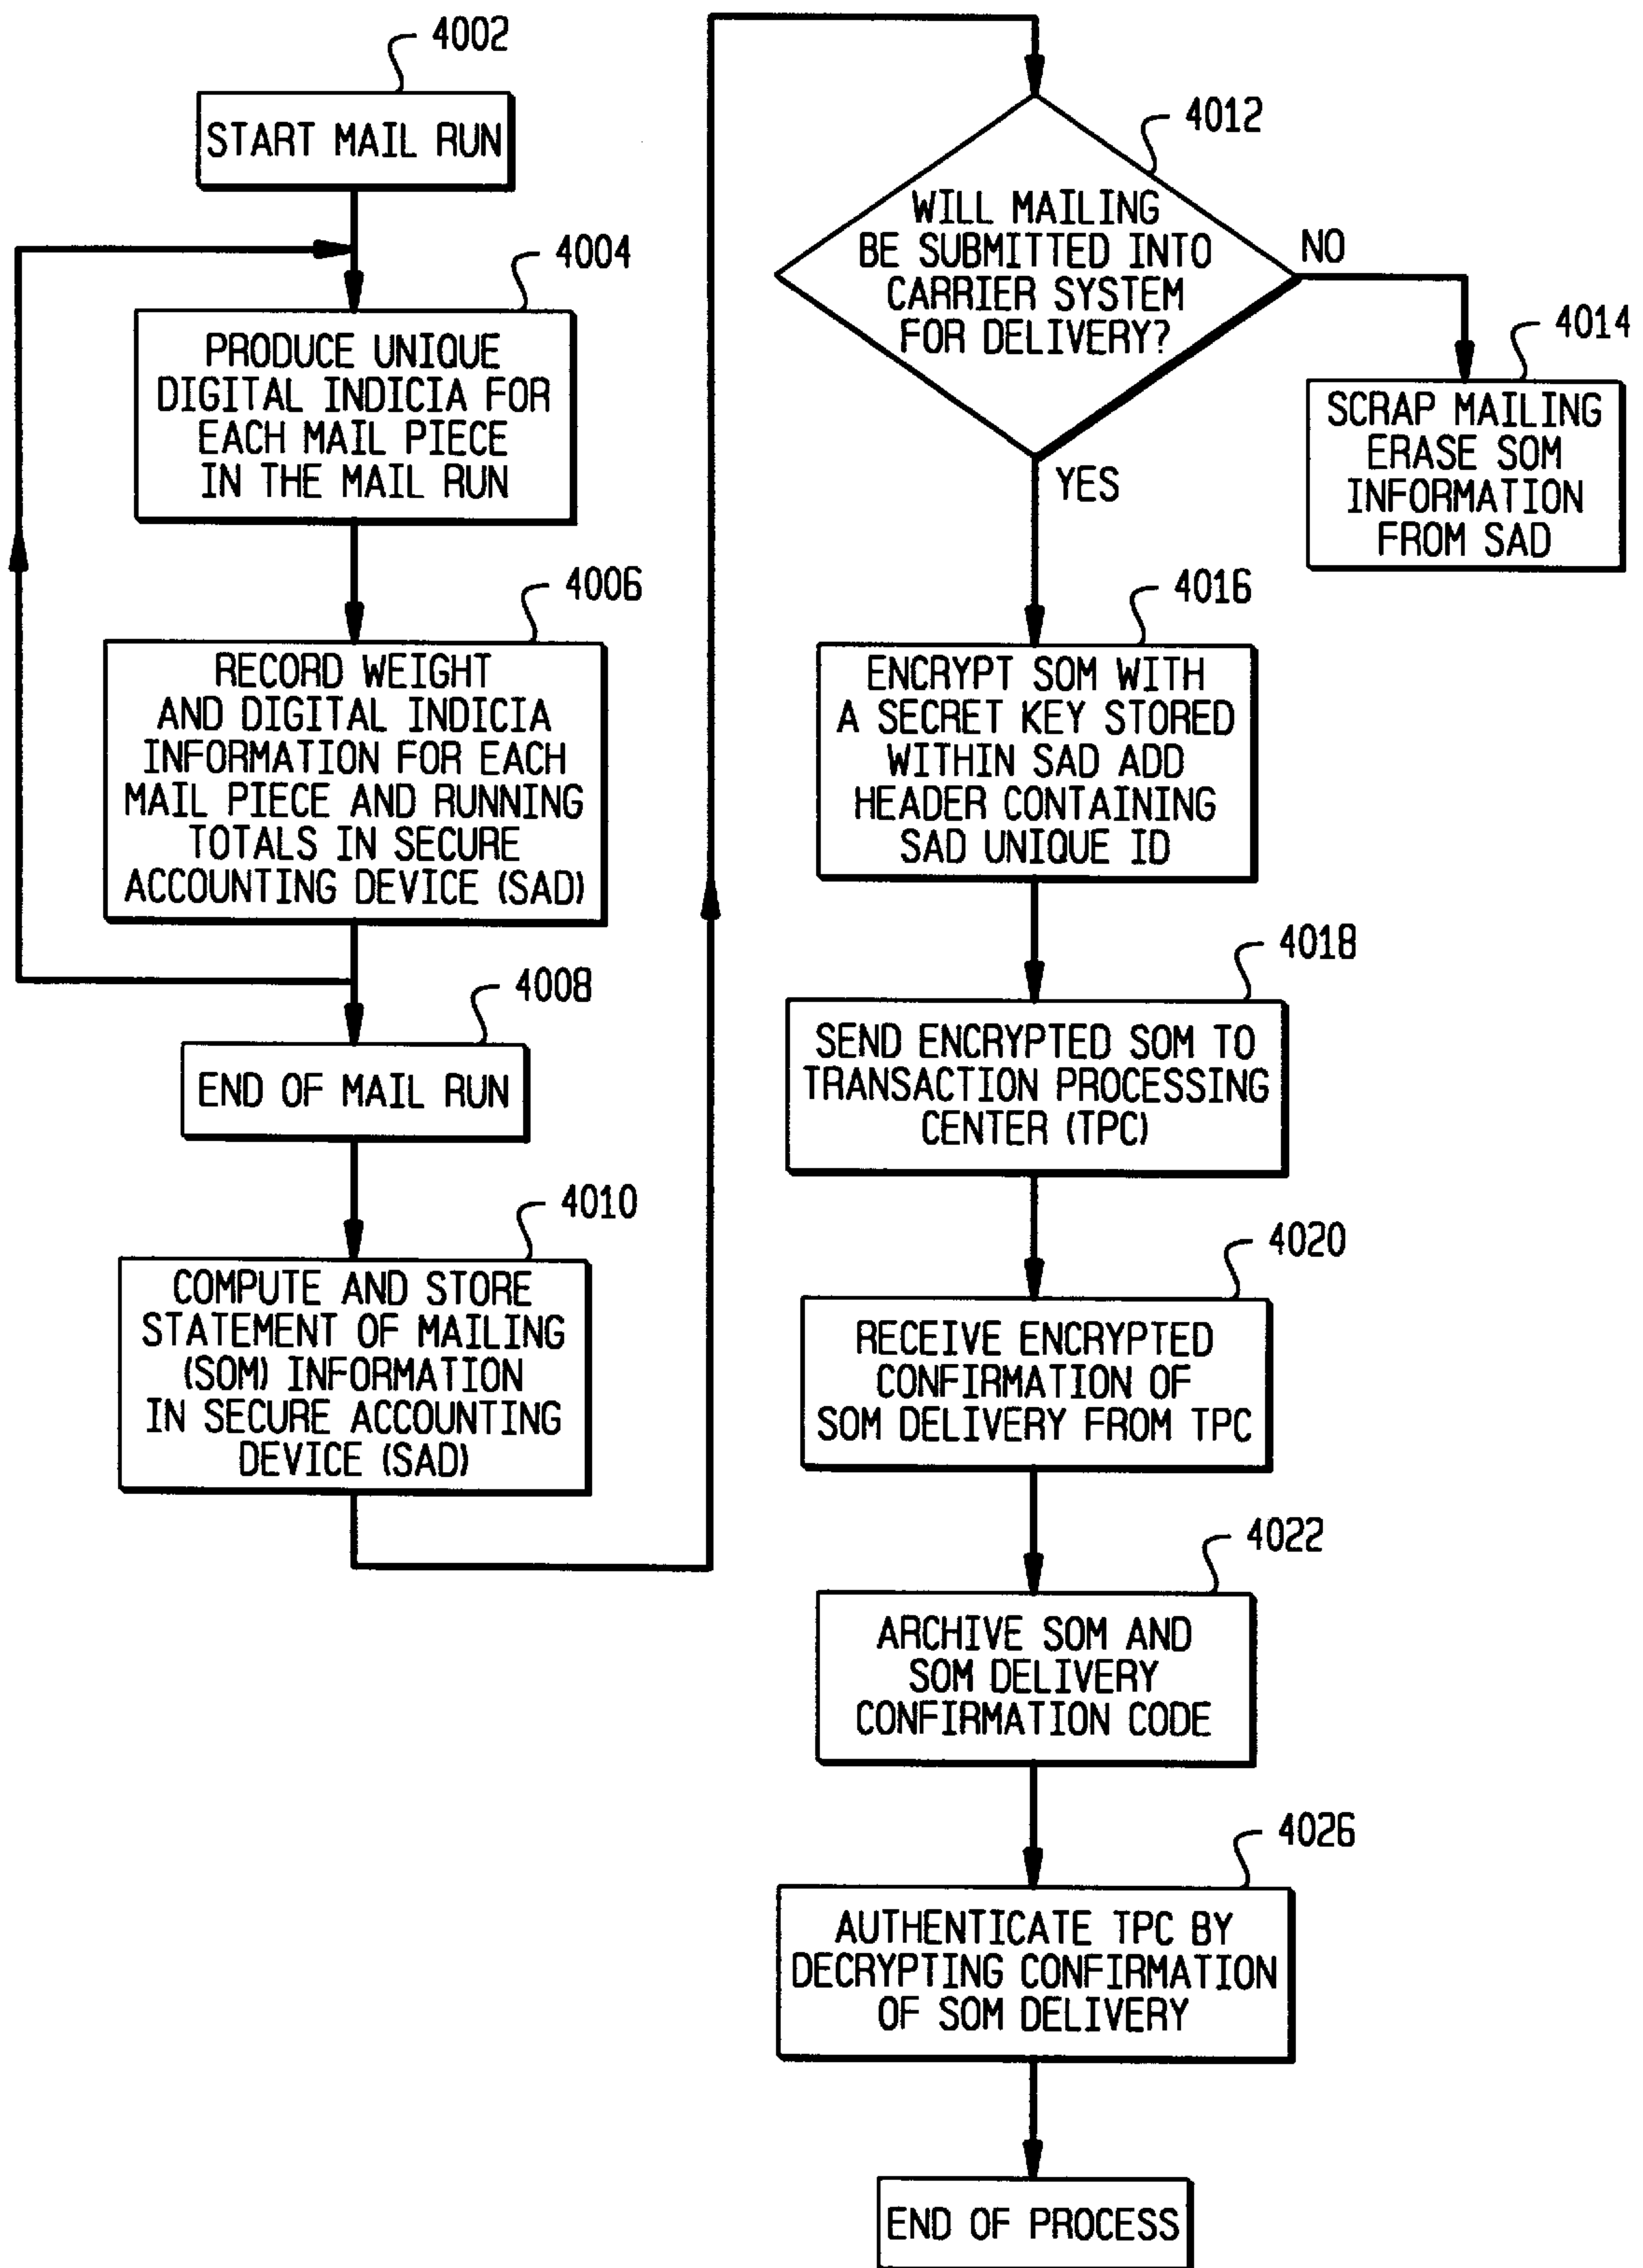 4002
START MAIL RUN
4004
PRODUCE UNIQUE
DIGITAL INDICIA FOR
EACH MAIL PIECE
IN THE MAIL RUN
4006
RECORD WEIGHT
AND DIGITAL INDICIA
INFORMATION FOR EACH
MAIL PIECE AND RUNNING
TOTALS IN SECURE
ACCOUNTING DEVICE (SAD)
4008
END OF MAIL RUN
4010
COMPUTE AND STORE
STATEMENT OF MAILING
(SOM) INFORMATION
IN SECURE ACCOUNTING
DEVICE (SAD)
4012
WILL MAILING
BE SUBMITTED INTO
CARRIER SYSTEM
FOR DELIVERY?
NO
4014
SCRAP MAILING
ERASE SOM
INFORMATION
FROM SAD
YES
4016
ENCRYPT SOM WITH
A SECRET KEY STORED
WITHIN SAD ADD
HEADER CONTAINING
SAD UNIQUE ID
4018
SEND ENCRYPTED SOM TO
TRANSACTION PROCESSING
CENTER (TPC)
4020
RECEIVE ENCRYPTED
CONFIRMATION OF
SOM DELIVERY FROM TPC
4022
ARCHIVE SOM AND
SOM DELIVERY
CONFIRMATION CODE
4026
AUTHENTICATE TPC BY
DECRYPTING CONFIRMATION
OF SOM DELIVERY
END OF PROCESS